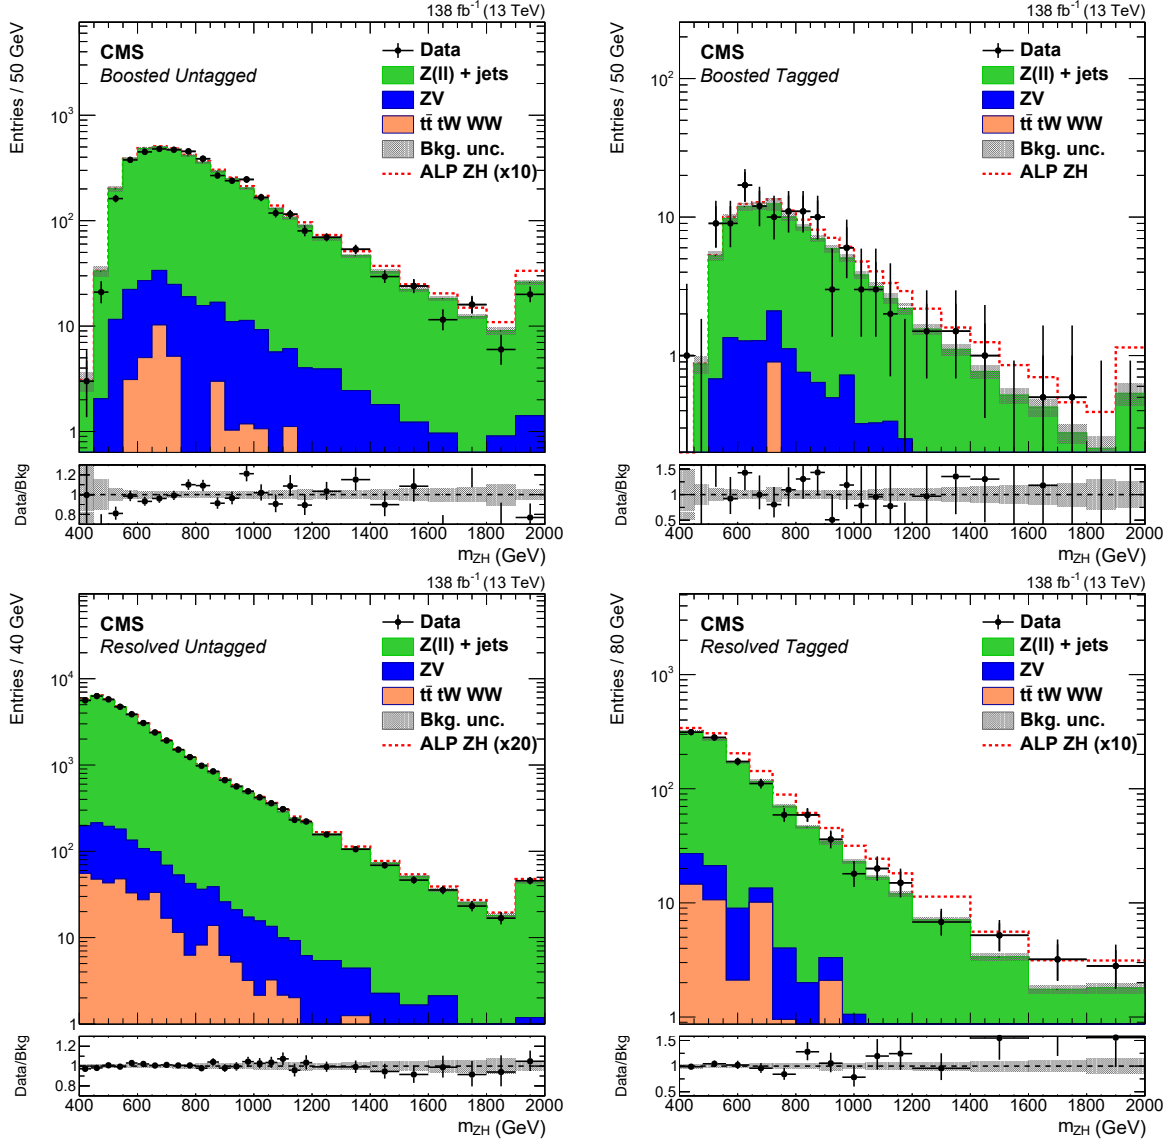 138 fb⁻¹ (13 TeV)
Entries / 50 GeV
CMS
Boosted Untagged
Data
Z(ll) + jets
ZV
tt̄ tW WW
Bkg. unc.
ALP ZH (x10)
10³
10²
10
1
Data/Bkg
1.2
1
0.8
400 600 800 1000 1200 1400 1600 1800 2000
m_ZH (GeV)
138 fb⁻¹ (13 TeV)
Entries / 50 GeV
CMS
Boosted Tagged
Data
Z(ll) + jets
ZV
tt̄ tW WW
Bkg. unc.
ALP ZH
10²
10
1
Data/Bkg
1.5
1
0.5
400 600 800 1000 1200 1400 1600 1800 2000
m_ZH (GeV)
138 fb⁻¹ (13 TeV)
Entries / 40 GeV
CMS
Resolved Untagged
Data
Z(ll) + jets
ZV
tt̄ tW WW
Bkg. unc.
ALP ZH (x20)
10⁴
10³
10²
10
1
Data/Bkg
1.2
1
0.8
400 600 800 1000 1200 1400 1600 1800 2000
m_ZH (GeV)
138 fb⁻¹ (13 TeV)
Entries / 80 GeV
CMS
Resolved Tagged
Data
Z(ll) + jets
ZV
tt̄ tW WW
Bkg. unc.
ALP ZH (x10)
10³
10²
10
1
Data/Bkg
1.5
1
0.5
400 600 800 1000 1200 1400 1600 1800 2000
m_ZH (GeV)